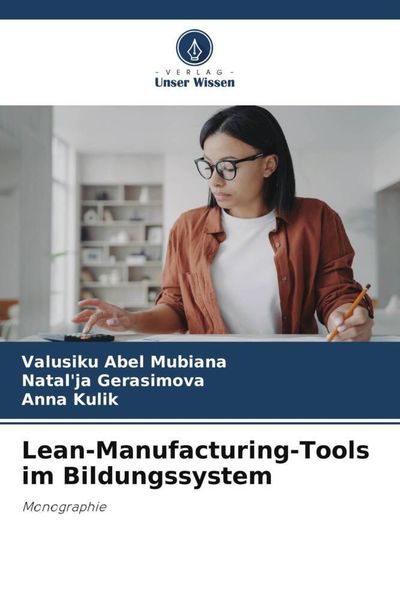 - VERLAG -
Unser Wissen
Valusiku Abel Mubiana
Natal'ja Gerasimova
Anna Kulik
Lean-Manufacturing-Tools
im Bildungssystem
Monographie